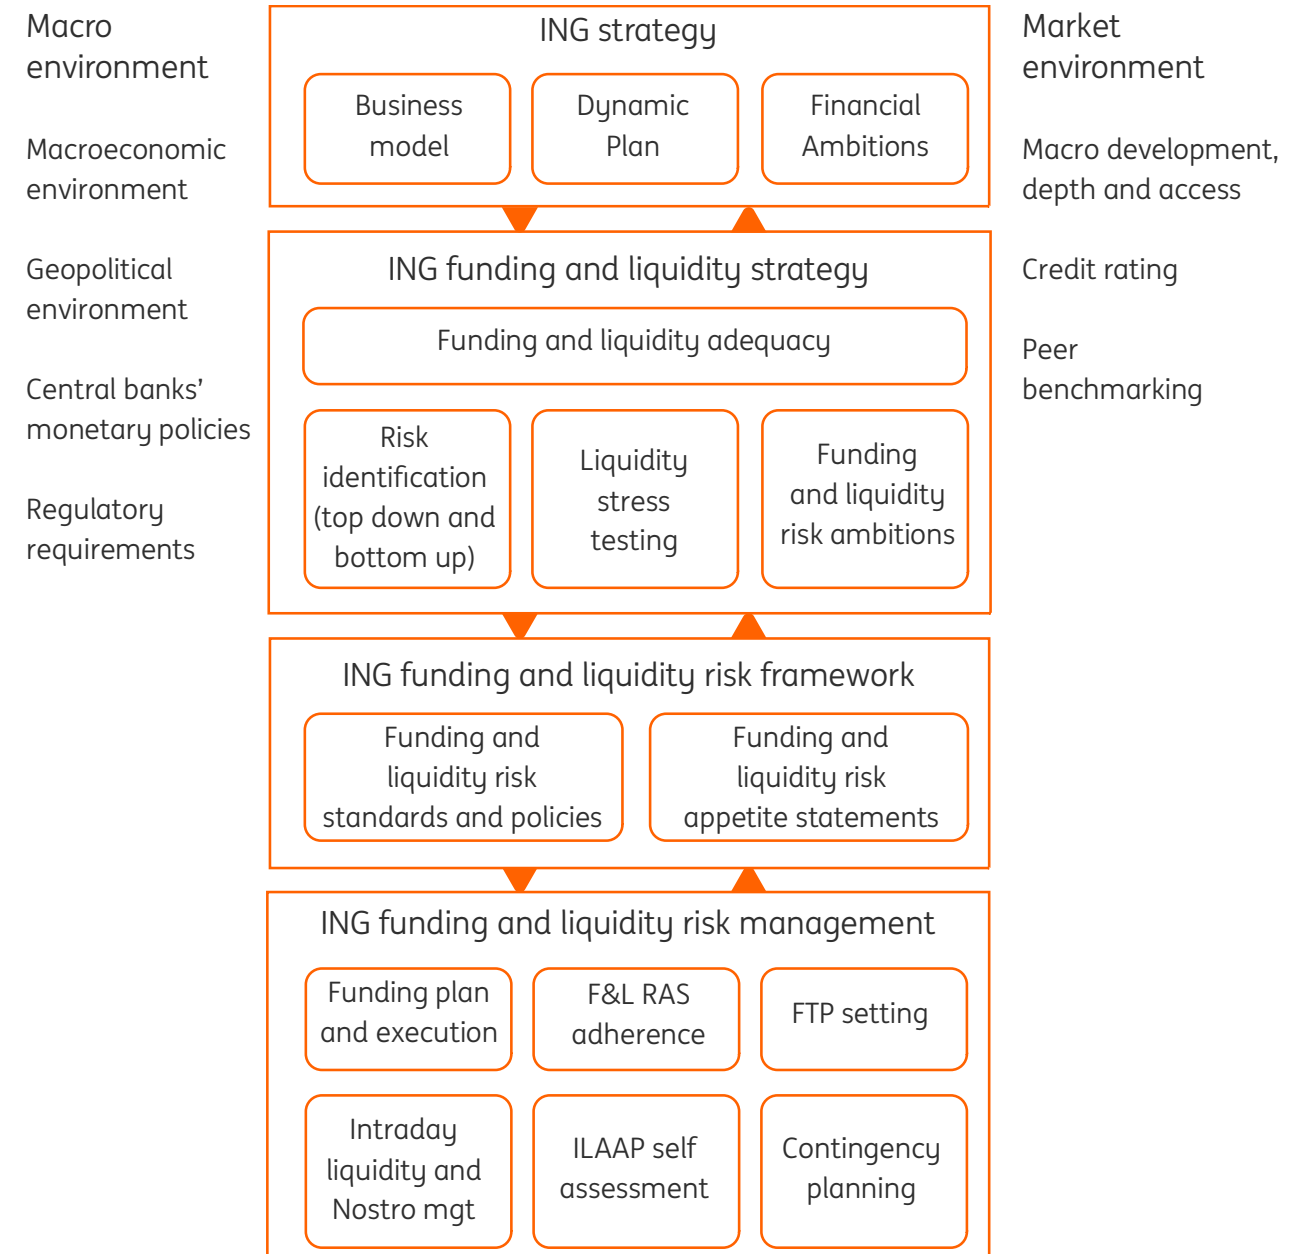 Macro
environment
Macroeconomic
environment
Geopolitical
environment
Central banks’
monetary policies
Regulatory
requirements
ING strategy
Business
model
Dynamic
Plan
Financial
Ambitions
ING funding and liquidity strategy
Funding and liquidity adequacy
Risk
identification
(top down and
bottom up)
Liquidity
stress
testing
Funding
and liquidity
risk ambitions
ING funding and liquidity risk framework
Funding and
liquidity risk
standards and policies
Funding and
liquidity risk
appetite statements
ING funding and liquidity risk management
Funding plan
and execution
F&L RAS
adherence
FTP setting
Intraday
liquidity and
Nostro mgt
ILAAP self
assessment
Contingency
planning
Market
environment
Macro development,
depth and access
Credit rating
Peer
benchmarking